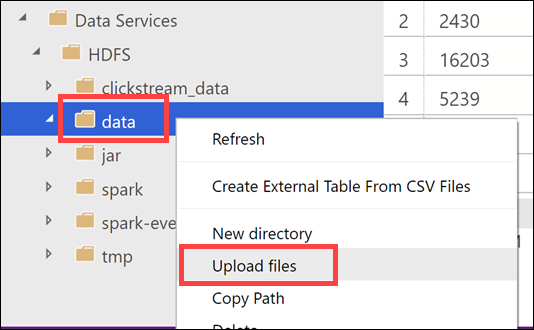 Data Services
HDFS
clickstream_data
data
jar
spark
spark-eve
tmp
2 2430
3 16203
4 5239
Refresh
Create External Table From CSV Files
New directory
Upload files
Copy Path
Delete